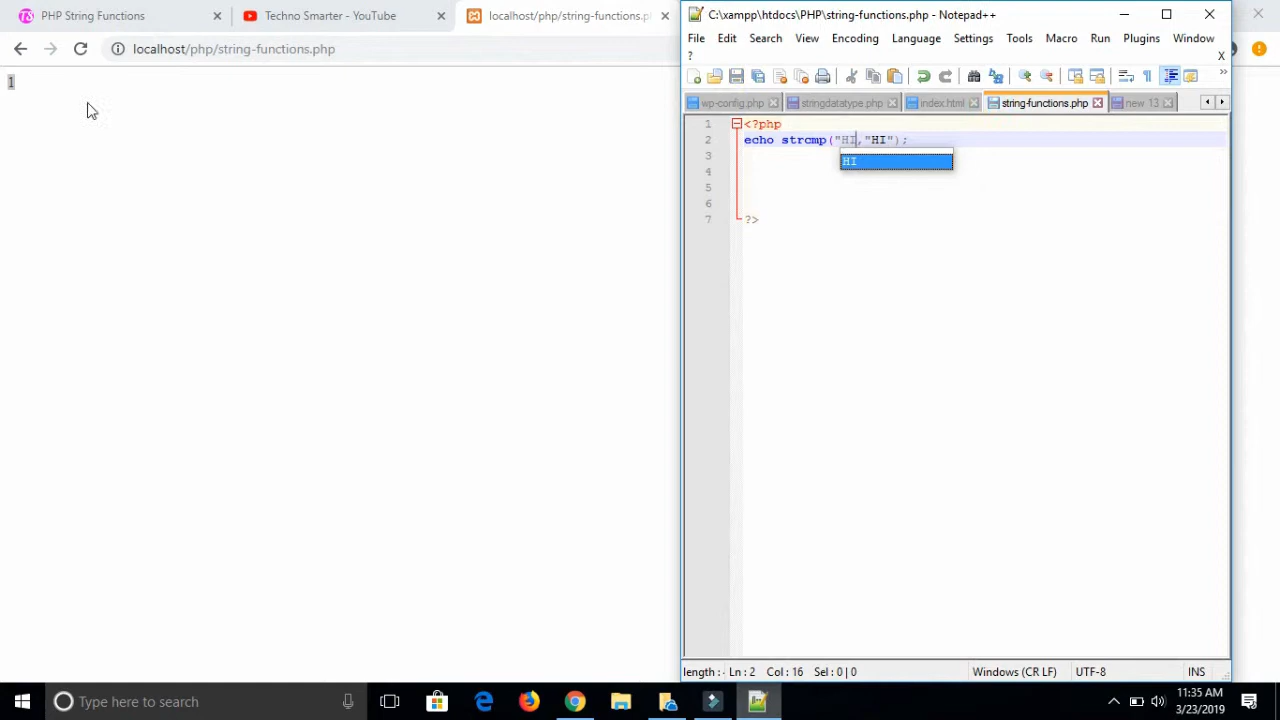 PHP String Functions
Techno Smarter - YouTube
localhost/php/string-functions.p
C:\xampp\htdocs\PHP\string-functions.php - Notepad++
localhost/php/string-functions.php
File Edit Search View Encoding Language Settings Tools Macro Run Plugins Window
? X
1
wp-config.php stringdatatype.php index.html string-functions.php new 13
1 <?php
2 echo strcmp("HI,"HI");
3
HI
4
5
6
7 ?>
length : Ln : 2 Col : 16 Sel : 0 | 0 Windows (CR LF) UTF-8 INS
Type here to search
11:35 AM
3/23/2019